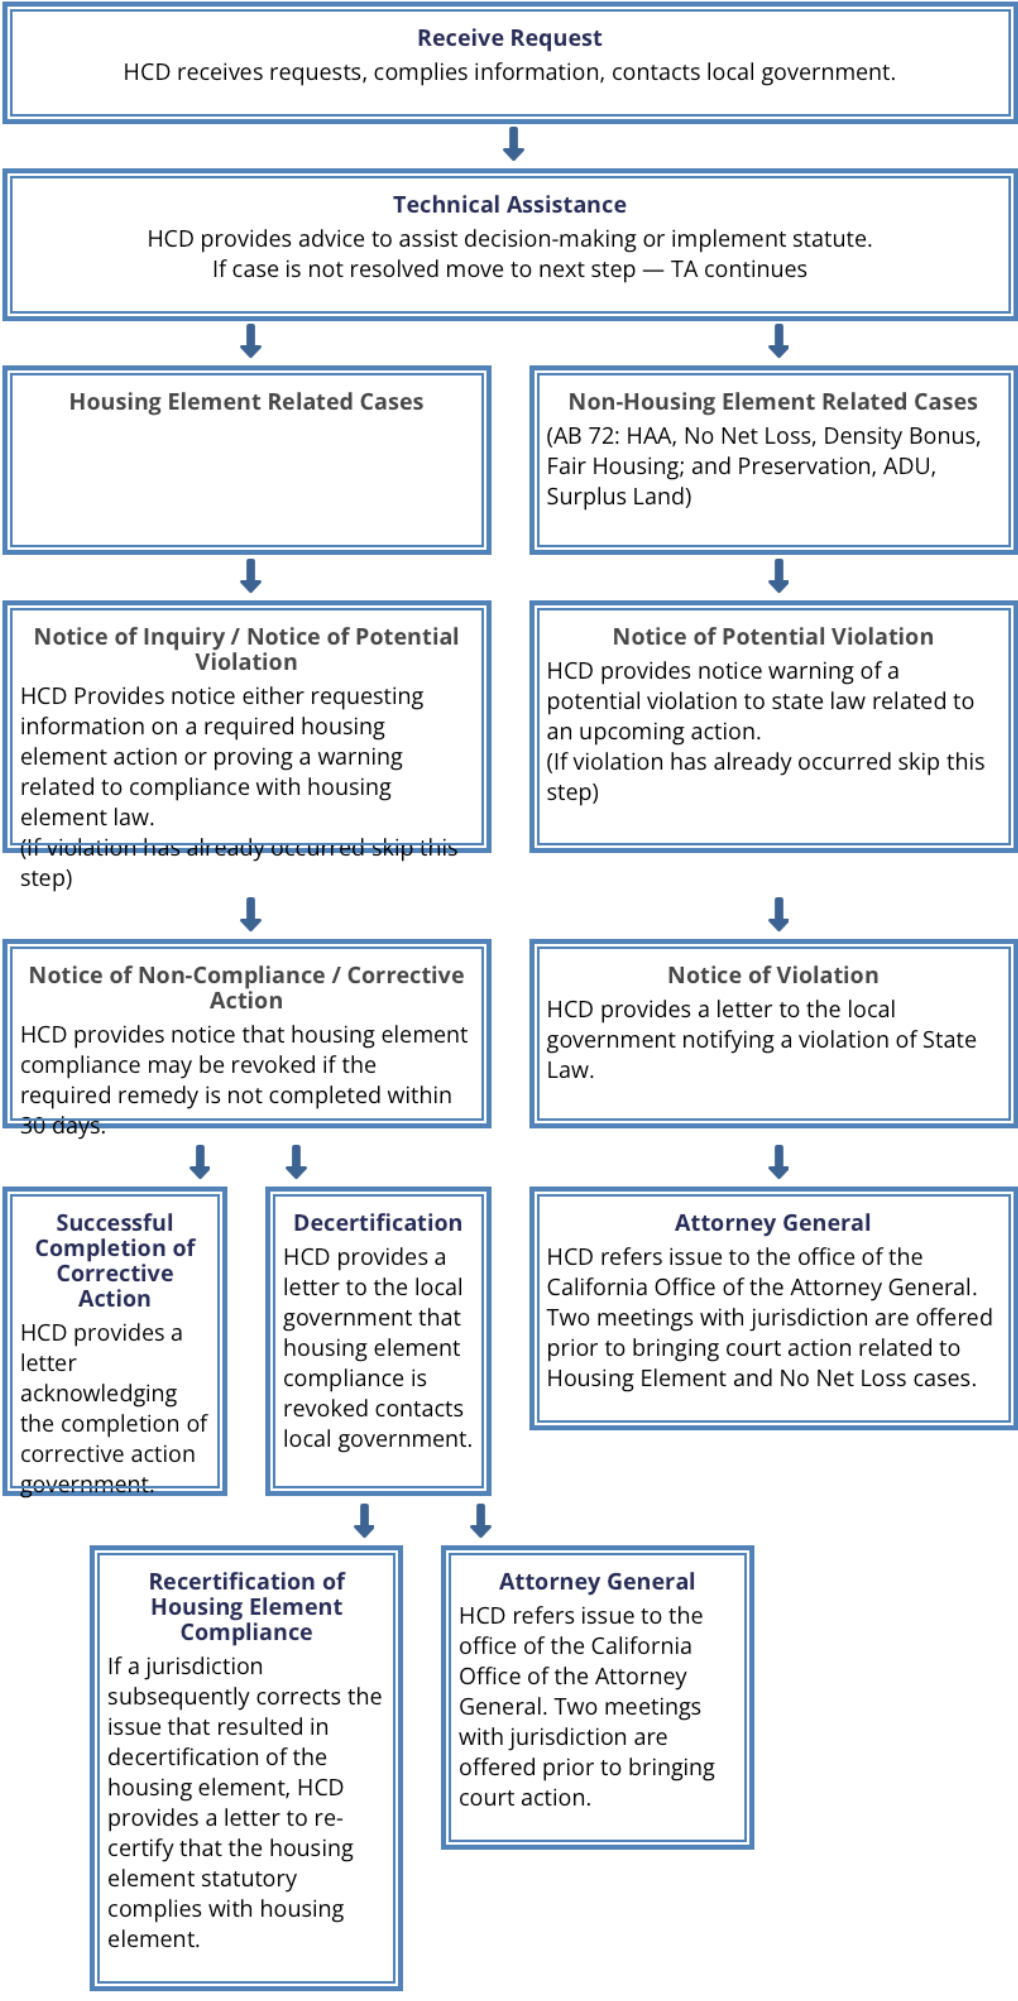 Receive Request
HCD receives requests, complies information, contacts local government.
Technical Assistance
HCD provides advice to assist decision-making or implement statute.
If case is not resolved move to next step — TA continues
Housing Element Related Cases
Non-Housing Element Related Cases
(AB 72: HAA, No Net Loss, Density Bonus,
Fair Housing; and Preservation, ADU,
Surplus Land)
Notice of Inquiry / Notice of Potential
Violation
HCD Provides notice either requesting
information on a required housing
element action or proving a warning
related to compliance with housing
element law.
(If violation has already occurred skip this
step)
Notice of Potential Violation
HCD provides notice warning of a
potential violation to state law related to
an upcoming action.
(If violation has already occurred skip this
step)
Notice of Non-Compliance / Corrective
Action
HCD provides notice that housing element
compliance may be revoked if the
required remedy is not completed within
30 days.
Notice of Violation
HCD provides a letter to the local
government notifying a violation of State
Law.
Successful
Completion of
Corrective
Action
HCD provides a
letter
acknowledging
the completion of
corrective action
government.
Decertification
HCD provides a
letter to the local
government that
housing element
compliance is
revoked contacts
local government.
Attorney General
HCD refers issue to the office of the
California Office of the Attorney General.
Two meetings with jurisdiction are offered
prior to bringing court action related to
Housing Element and No Net Loss cases.
Recertification of
Housing Element
Compliance
If a jurisdiction
subsequently corrects the
issue that resulted in
decertification of the
housing element, HCD
provides a letter to re-
certify that the housing
element statutory
complies with housing
element.
Attorney General
HCD refers issue to the
office of the California
Office of the Attorney
General. Two meetings
with jurisdiction are
offered prior to bringing
court action.